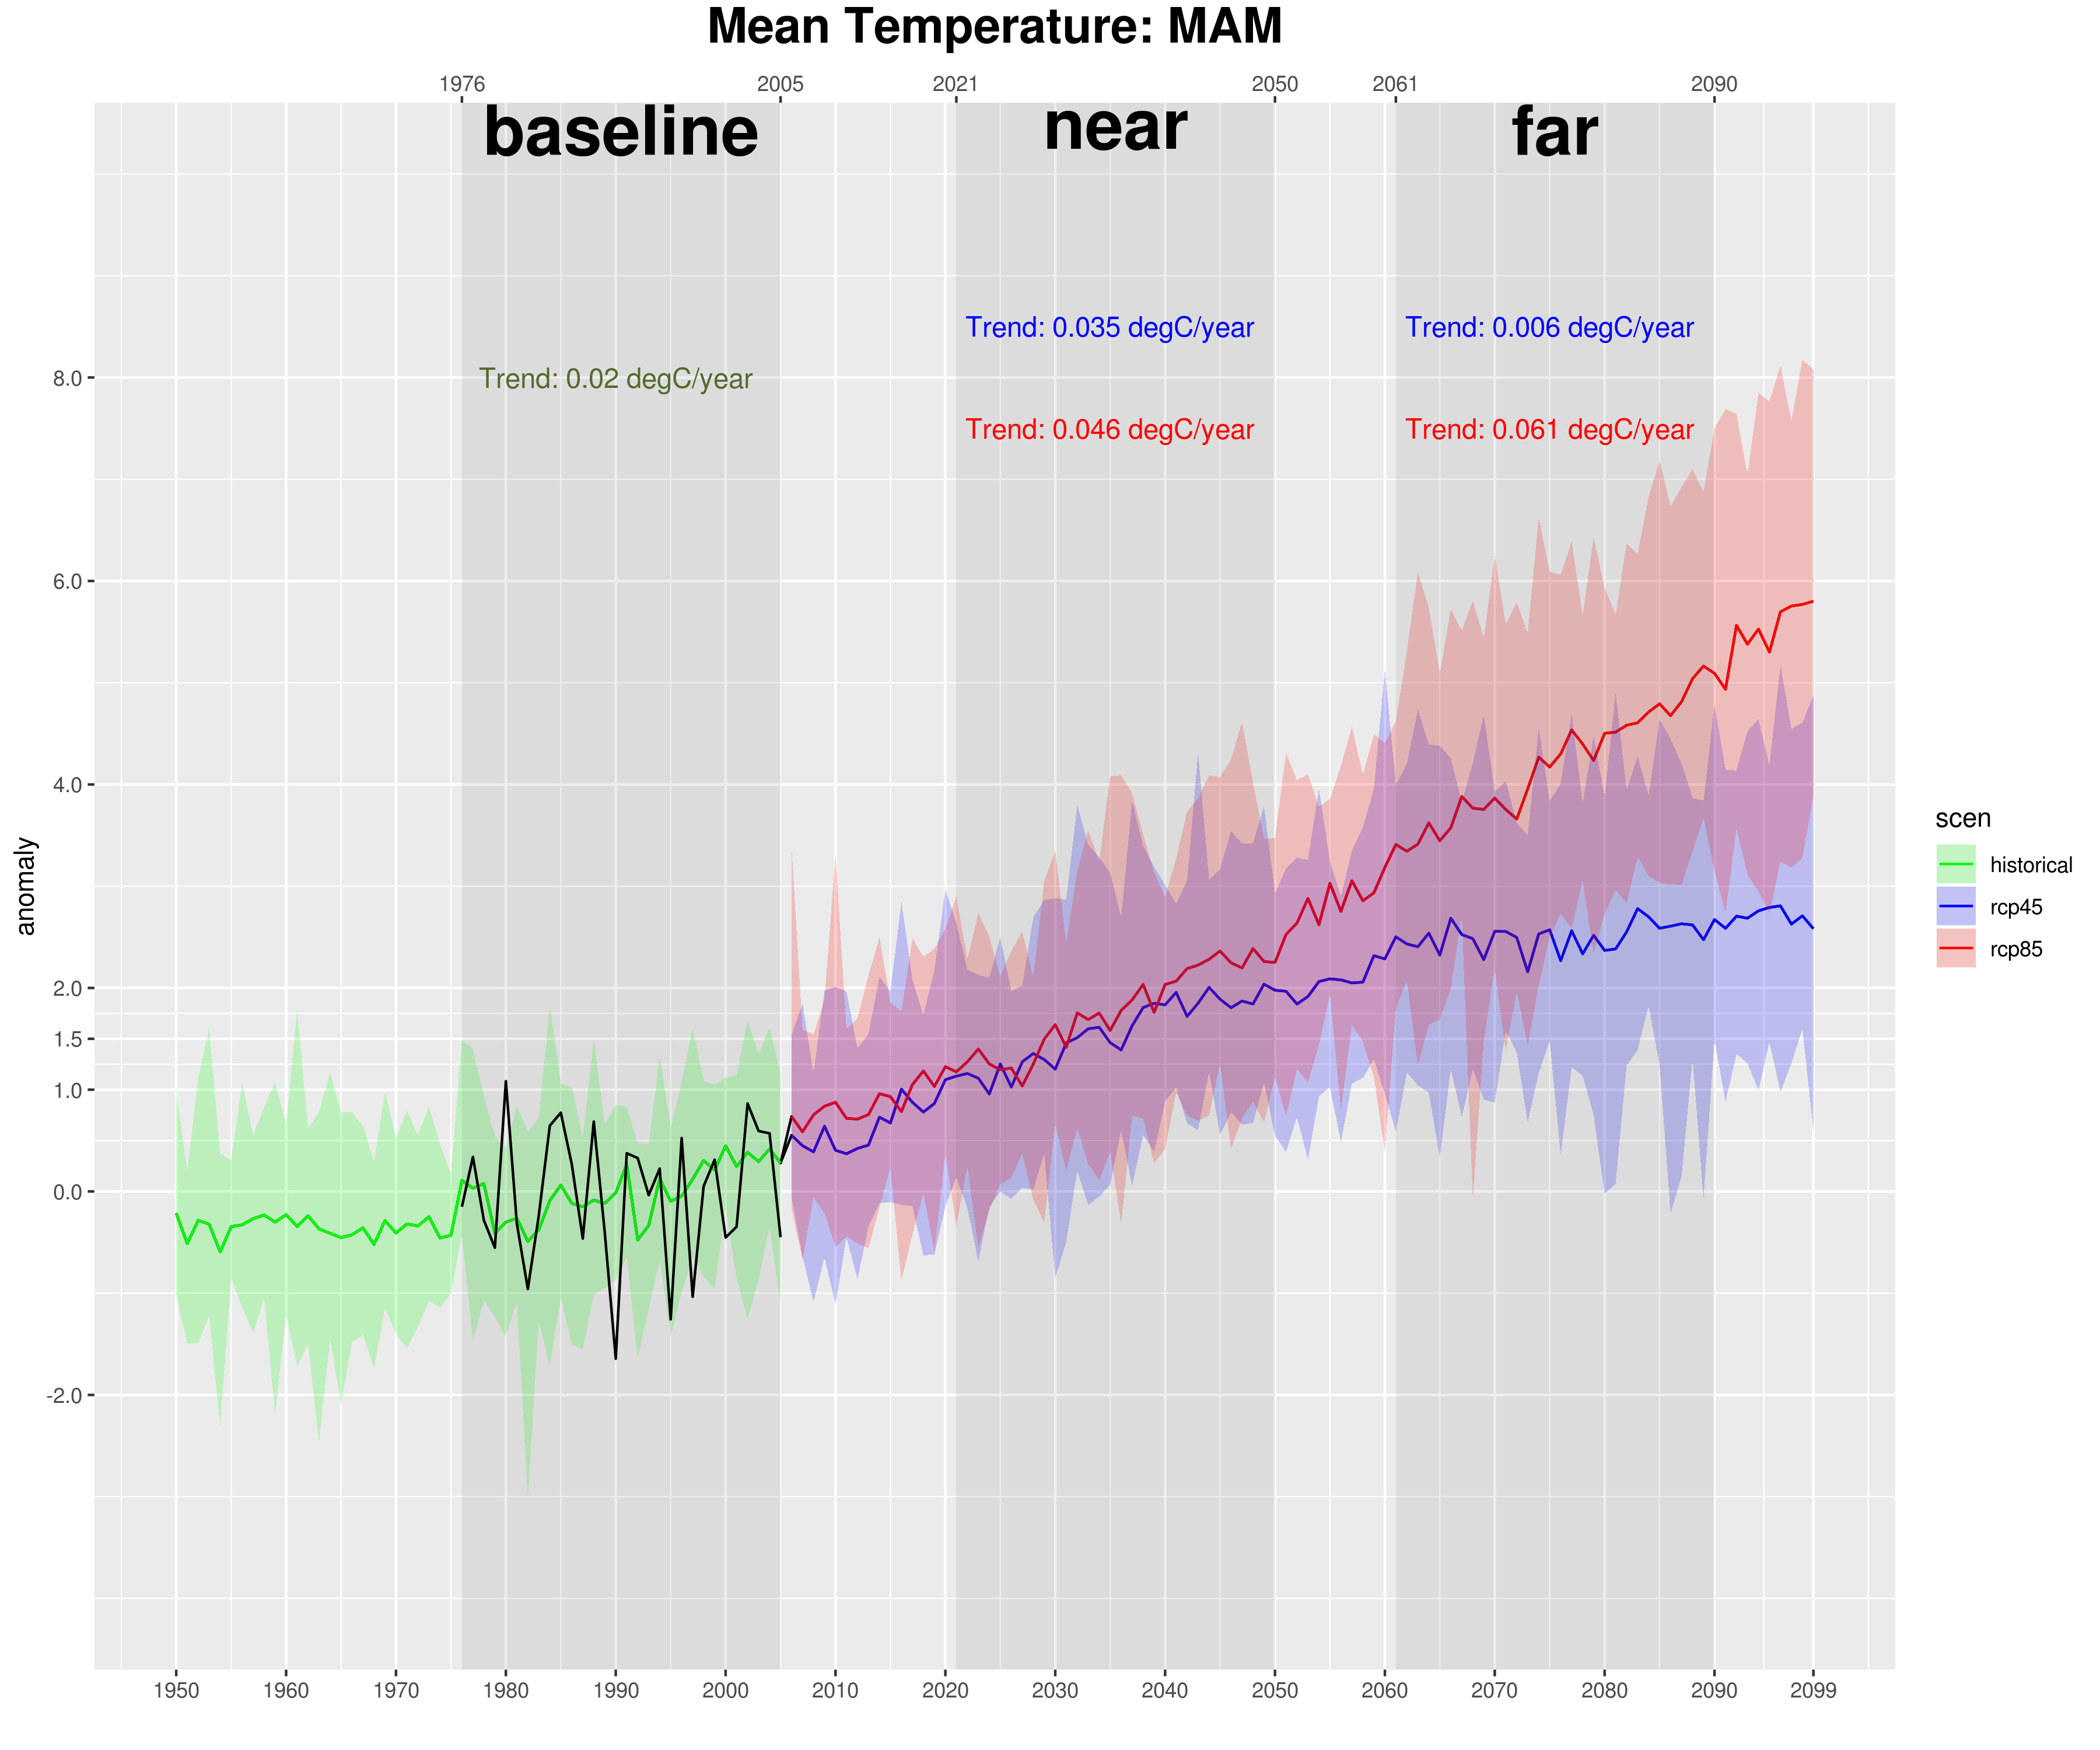 Mean Temperature: MAM
1976 2005 2021 2050 2061 2090
baseline near far
Trend: 0.035 degC/year Trend: 0.006 degC/year
Trend: 0.02 degC/year
Trend: 0.046 degC/year Trend: 0.061 degC/year
8.0
6.0
4.0
2.0
1.5
1.0
0.0
-2.0
anomaly
scen
historical
rcp45
rcp85
1950 1960 1970 1980 1990 2000 2010 2020 2030 2040 2050 2060 2070 2080 2090 2099